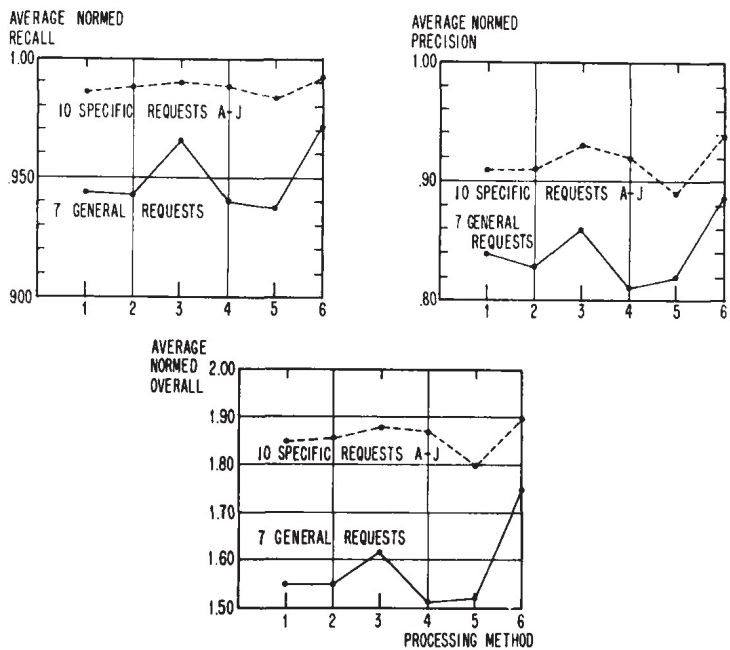 AVERAGE NORMED
RECALL
1.00
.950
.900
10 SPECIFIC REQUESTS A-J
7 GENERAL REQUESTS
1 2 3 4 5 6
AVERAGE NORMED
PRECISION
1.00
.90
.80
10 SPECIFIC REQUESTS A-J
7 GENERAL
REQUESTS
1 2 3 4 5 6
AVERAGE
NORMED
OVERALL
2.00
1.90
1.80
1.70
1.60
1.50
10 SPECIFIC REQUESTS A-J
7 GENERAL REQUESTS
1 2 3 4 5 6
PROCESSING METHOD